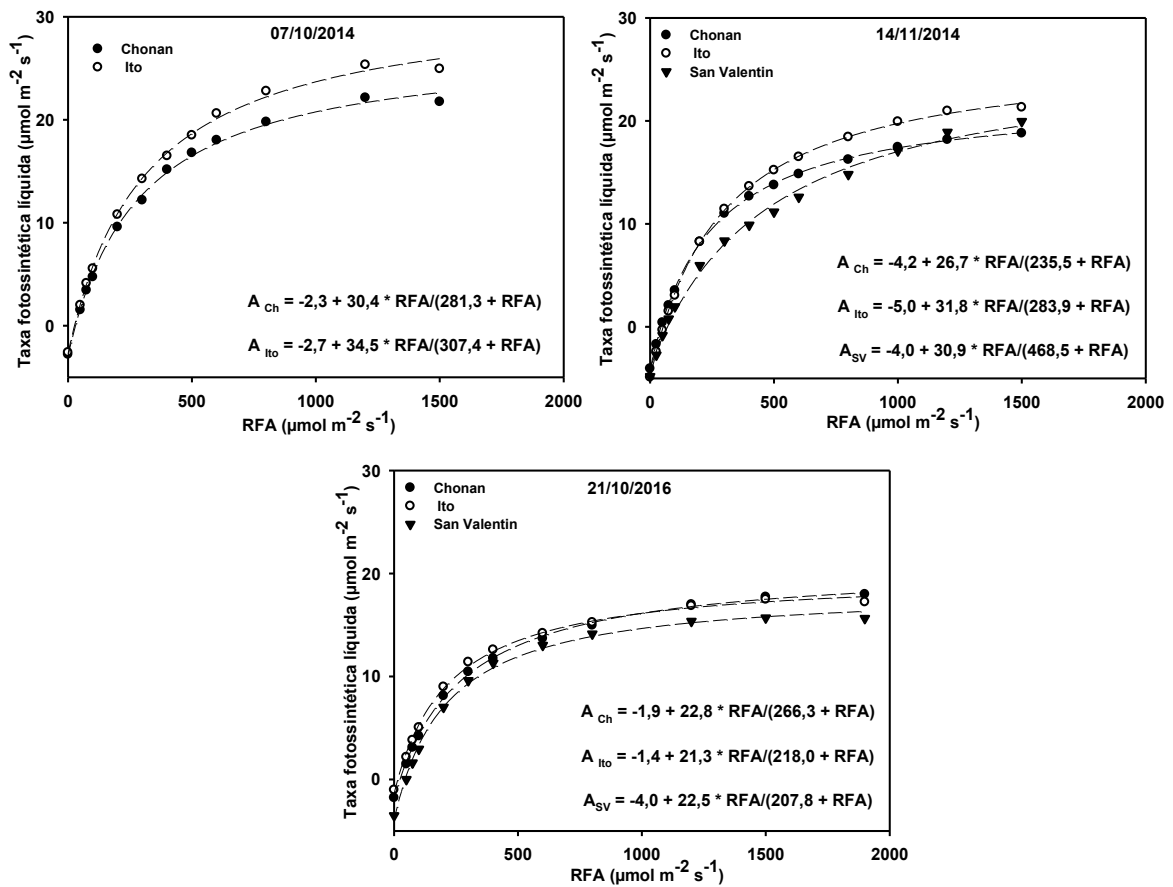 07/10/2014
Chonan
Ito
Taxa fotossintética líquida (µmol m-2 s-1)
30
20
10
0
A Ch = -2,3 + 30,4 * RFA/(281,3 + RFA)
A Ito = -2,7 + 34,5 * RFA/(307,4 + RFA)
0 500 1000 1500 2000
RFA (µmol m-2 s-1)
14/11/2014
Chonan
Ito
San Valentin
Taxa fotossintética líquida (µmol m-2 s-1)
30
20
10
0
A Ch = -4,2 + 26,7 * RFA/(235,5 + RFA)
A Ito = -5,0 + 31,8 * RFA/(283,9 + RFA)
ASV = -4,0 + 30,9 * RFA/(468,5 + RFA)
0 500 1000 1500 2000
RFA (µmol m-2 s-1)
21/10/2016
Chonan
Ito
San Valentin
Taxa fotossintética líquida (µmol m-2 s-1)
30
20
10
0
A Ch = -1,9 + 22,8 * RFA/(266,3 + RFA)
A Ito = -1,4 + 21,3 * RFA/(218,0 + RFA)
ASV = -4,0 + 22,5 * RFA/(207,8 + RFA)
0 500 1000 1500 2000
RFA (µmol m-2 s-1)